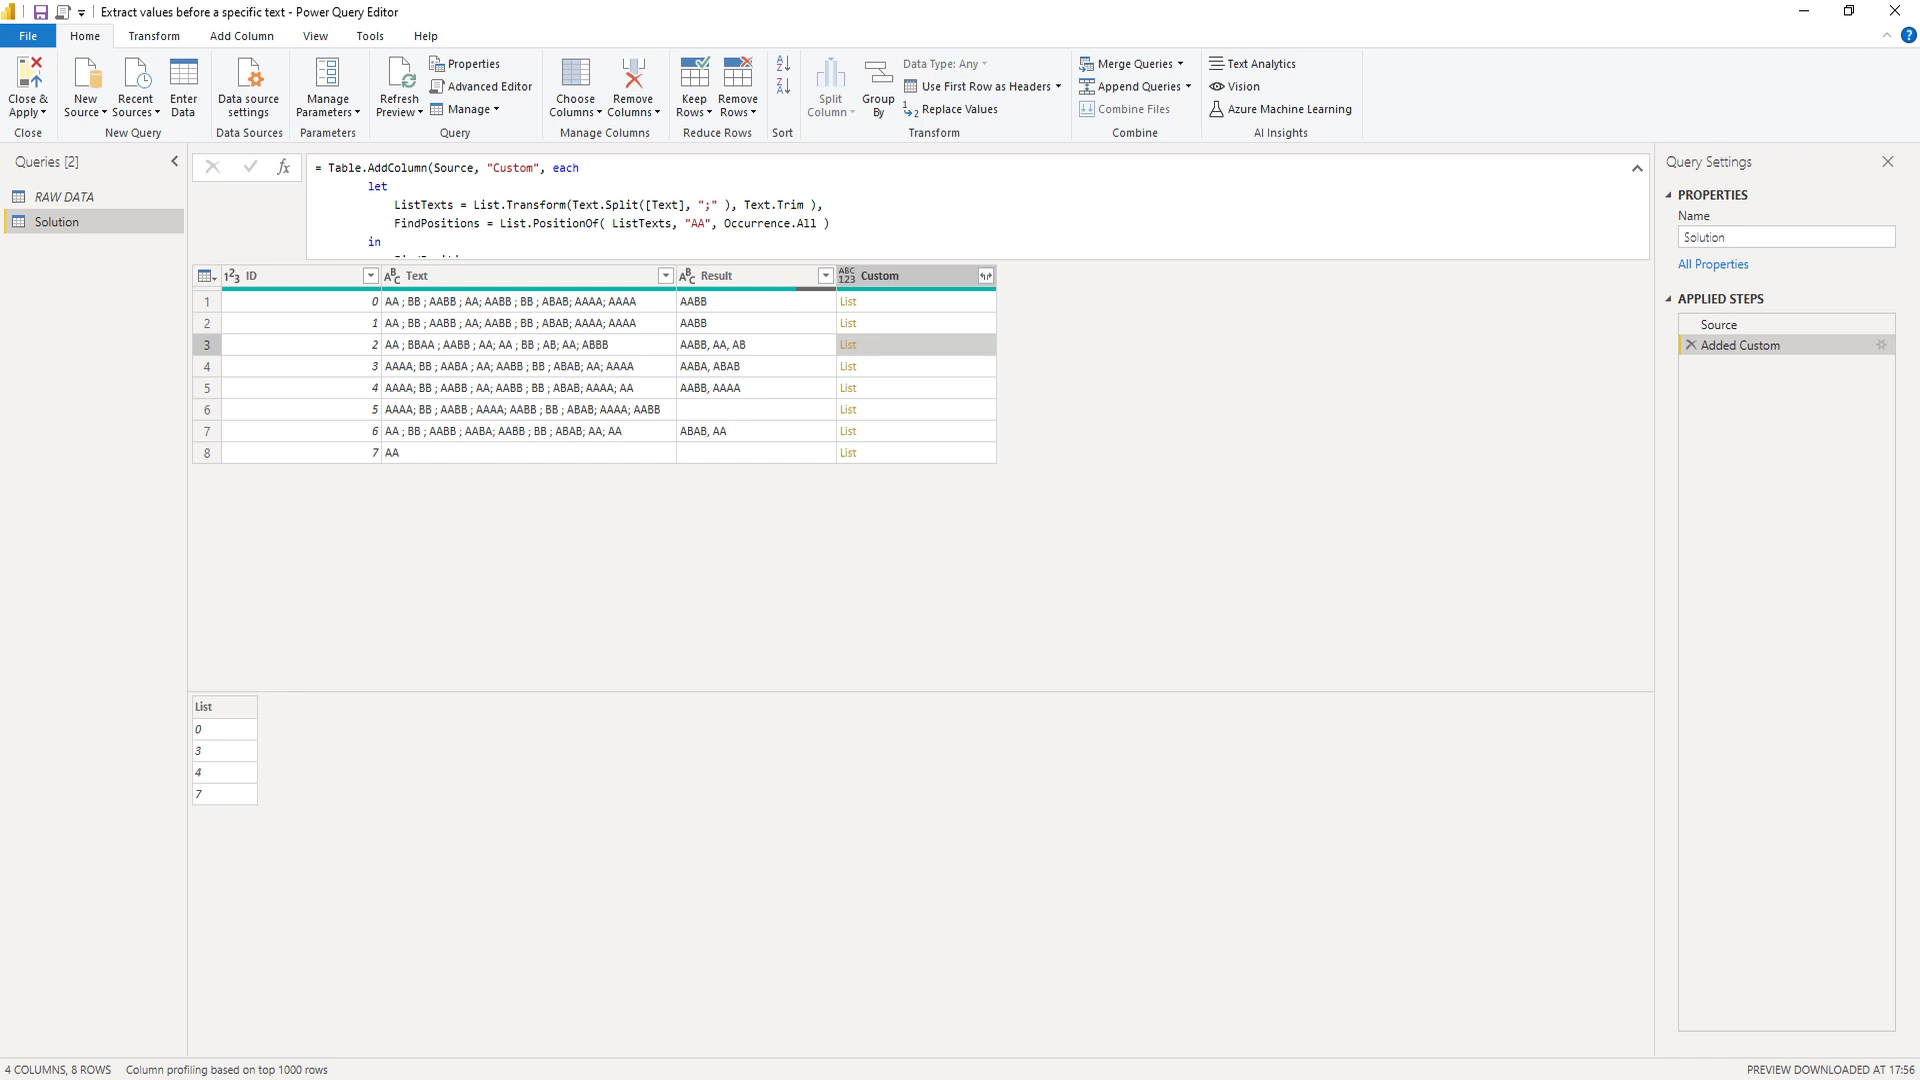 Extract values before a specific text - Power Query Editor
File Home Transform Add Column View Tools Help
Close & Apply
New Source
Recent Sources
Enter Data
Data source settings
Manage Parameters
Refresh Preview
Properties
Advanced Editor
Manage
Choose Columns
Remove Columns
Keep Rows
Remove Rows
Split Column
Group By
Data Type: Any
Use First Row as Headers
Replace Values
Merge Queries
Append Queries
Combine Files
Text Analytics
Vision
Azure Machine Learning
Close New Query Data Sources Parameters Query Manage Columns Reduce Rows Sort Transform Combine AI Insights
Queries [2]
RAW DATA
Solution
fx
= Table.AddColumn(Source, "Custom", each
let
ListTexts = List.Transform(Text.Split([Text], ";" ), Text.Trim ),
FindPositions = List.PositionOf( ListTexts, "AA", Occurrence.All )
in
ID Text Result Custom
1 0 AA ; BB ; AABB ; AA; AABB ; BB ; ABAB; AAAA; AAAA AABB List
2 1 AA ; BB ; AABB ; AA; AABB ; BB ; ABAB; AAAA; AAAA AABB List
3 2 AA ; BBAA ; AABB ; AA; AA ; BB ; AB; AA; ABBB AABB, AA, AB List
4 3 AAAA; BB ; AABA ; AA; AABB ; BB ; ABAB; AA; AAAA AABA, ABAB List
5 4 AAAA; BB ; AABB ; AA; AABB ; BB ; ABAB; AAAA; AA AABB, AAAA List
6 5 AAAA; BB ; AABB ; AAAA; AABB ; BB ; ABAB; AAAA; AABB List
7 6 AA ; BB ; AABB ; AABA; AABB ; BB ; ABAB; AA; AA ABAB, AA List
8 7 AA List
List
0
3
4
7
Query Settings
PROPERTIES
Name
Solution
All Properties
APPLIED STEPS
Source
Added Custom
4 COLUMNS, 8 ROWS Column profiling based on top 1000 rows
PREVIEW DOWNLOADED AT 17:56